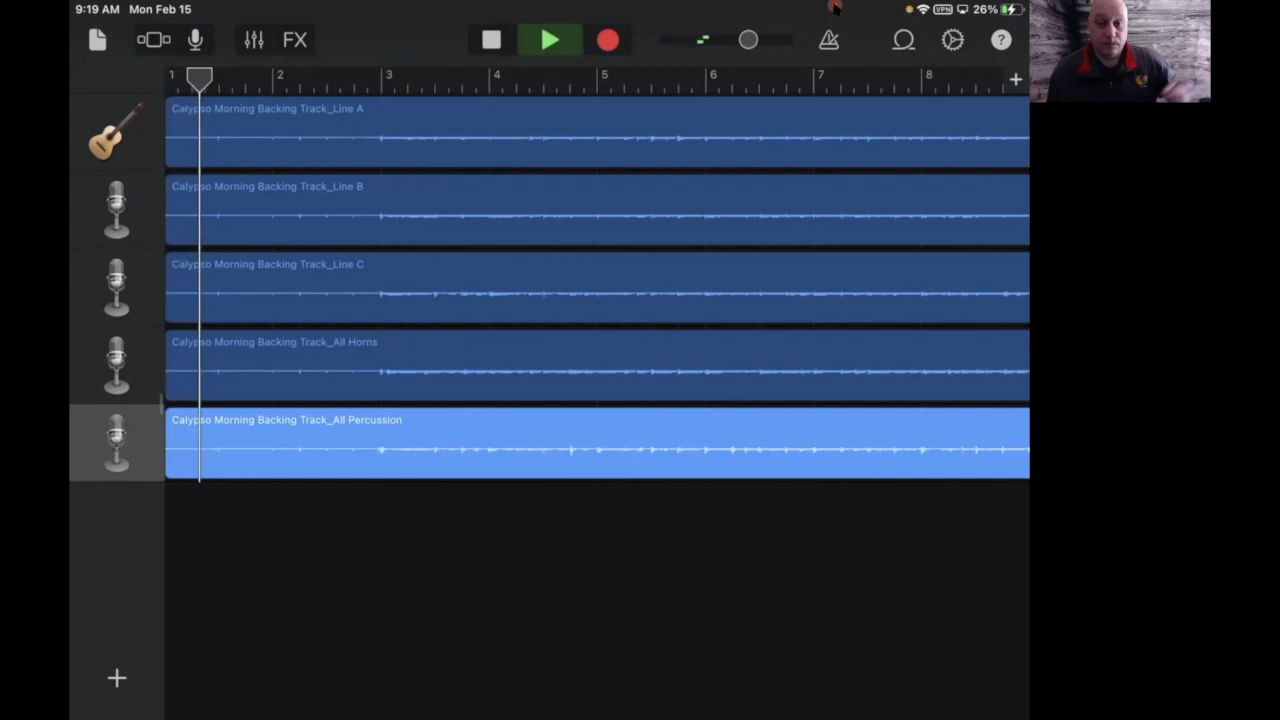 9:19 AM Mon Feb 15
VPN 26%
FX
?
1 2 3 4 5 6 7 8 +
Calypso Morning Backing Track_Line A
Calypso Morning Backing Track_Line B
Calypso Morning Backing Track_Line C
Calypso Morning Backing Track_All Horns
Calypso Morning Backing Track_All Percussion
+